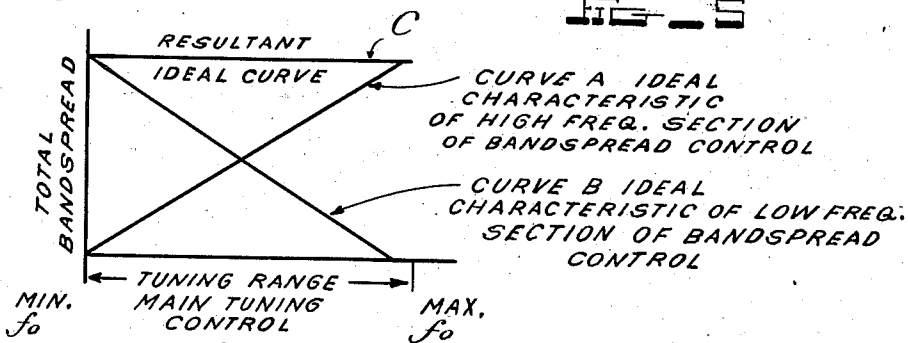 C
RESULTANT
IDEAL CURVE
TOTAL
BANDSPREAD
CURVE A IDEAL
CHARACTERISTIC
OF HIGH FREQ. SECTION
OF BANDSPREAD CONTROL
CURVE B IDEAL
CHARACTERISTIC OF LOW FREQ.
SECTION OF BANDSPREAD
CONTROL
TUNING RANGE
MAIN TUNING
CONTROL
MIN.
fo
MAX.
fo